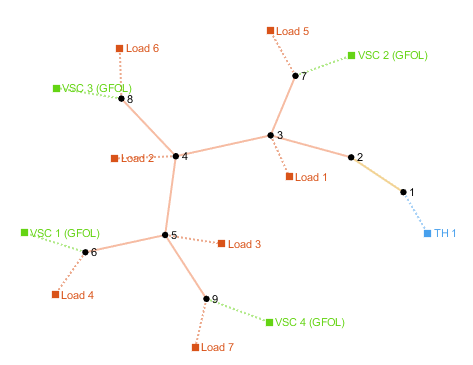 Load 5
Load 6
VSC 2 (GFOL)
7
VSC 3 (GFOL)
8
3
Load 2
4
2
Load 1
1
VSC 1 (GFOL)
5
TH 1
Load 3
6
Load 4
9
VSC 4 (GFOL)
Load 7